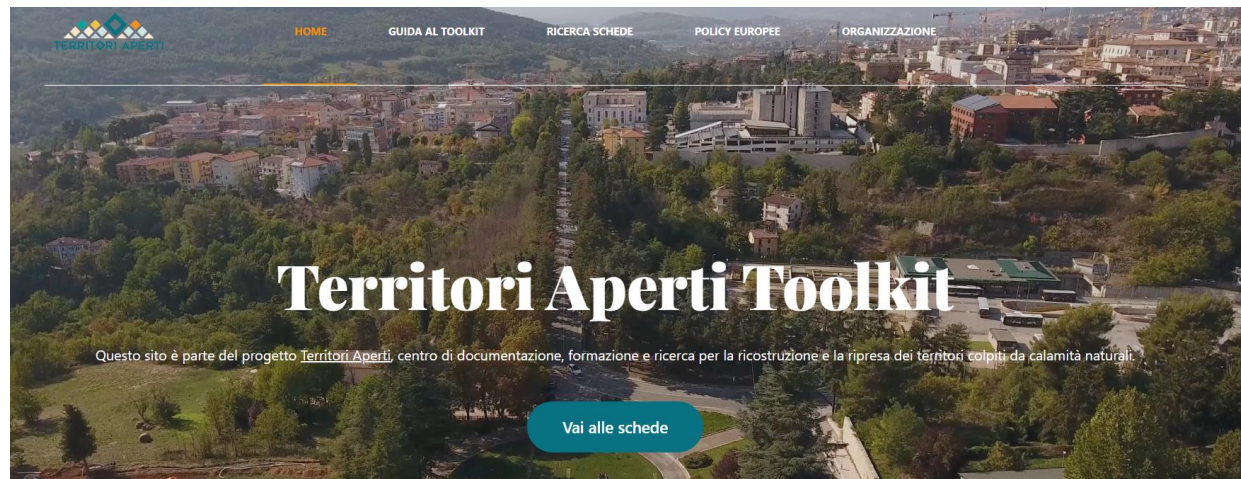 TERRITORI APERTI
HOME
GUIDA AL TOOLKIT
RICERCA SCHEDE
POLICY EUROPEE
ORGANIZZAZIONE
Territori Aperti Toolkit
Questo sito è parte del progetto Territori Aperti, centro di documentazione, formazione e ricerca per la ricostruzione e la ripresa dei territori colpiti da calamità naturali.
Vai alle schede